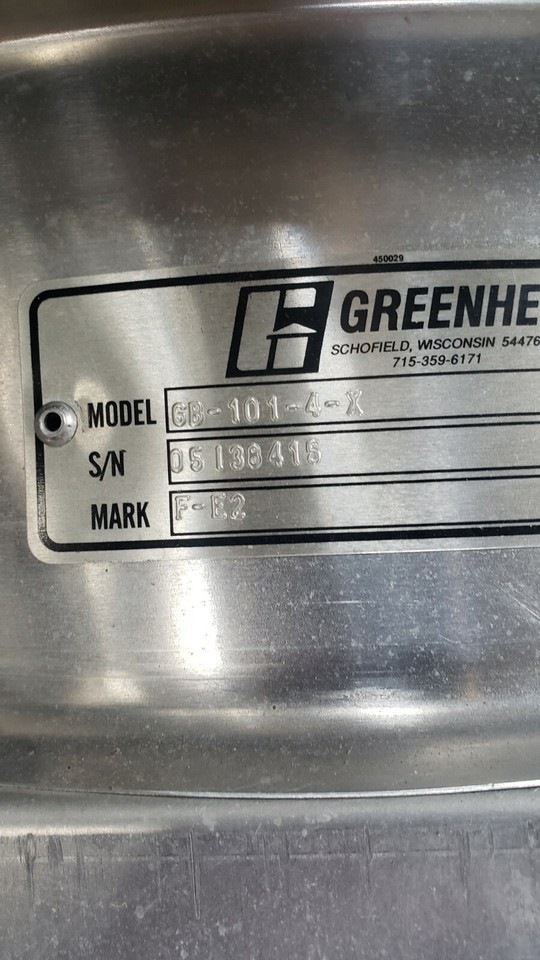 450029
GREENHE
SCHOFIELD, WISCONSIN 54476
715-359-6171
MODEL GB-101-4-X
S/N 05138415
MARK F-E2